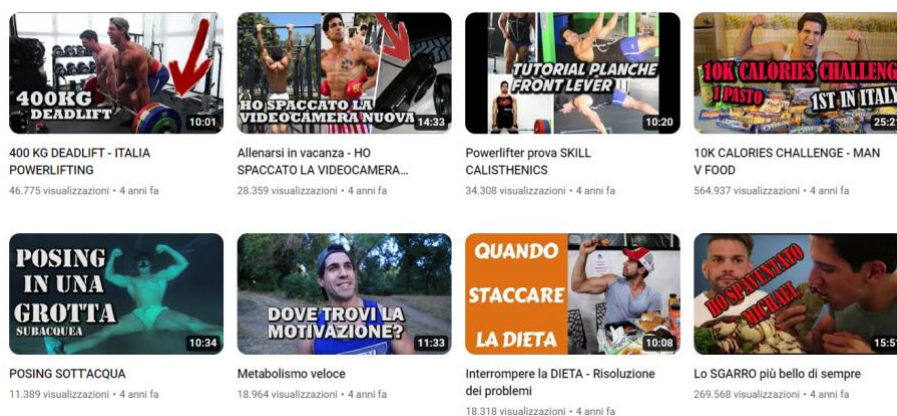 400KG
DEADLIFT
10:01
HO SPACCATO LA
VIDEOCAMERA NUOVA
14:33
TUTORIAL PLANCHE
FRONT LEVER
10:20
10K CALORIES CHALLENG
1 PASTO
1ST IN ITALY
25:2
400 KG DEADLIFT - ITALIA
POWERLIFTING
46.775 visualizzazioni • 4 anni fa
Allenarsi in vacanza - HO
SPACCATO LA VIDEOCAMERA...
28.359 visualizzazioni • 4 anni fa
Powerlifter prova SKILL
CALISTHENICS
34.308 visualizzazioni • 4 anni fa
10K CALORIES CHALLENGE - MAN
V FOOD
564.937 visualizzazioni • 4 anni fa
POSING
IN UNA
GROTTA
SUBACQUEA
10:34
DOVE TROVI LA
MOTIVAZIONE?
11:33
QUANDO
STACCARE
LA DIETA
10:08
HO SPAVENTATO
MICHAEL
15:5
POSING SOTT'ACQUA
11.389 visualizzazioni • 4 anni fa
Metabolismo veloce
18.964 visualizzazioni • 4 anni fa
Interrompere la DIETA - Risoluzione
dei problemi
18.318 visualizzazioni • 4 anni fa
Lo SGARRO più bello di sempre
269.568 visualizzazioni • 4 anni fa